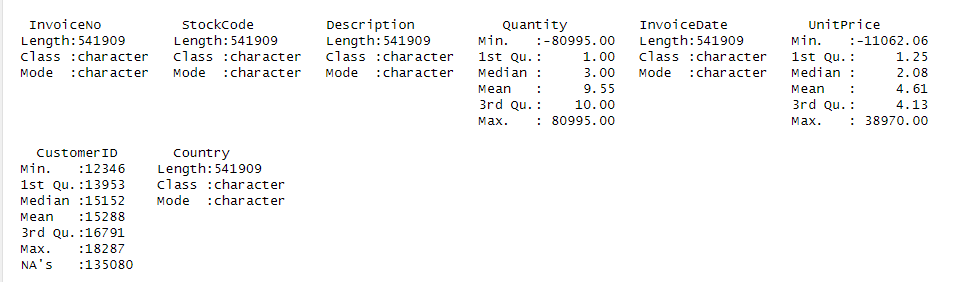 InvoiceNo          StockCode         Description           Quantity         InvoiceDate          UnitPrice
Length:541909      Length:541909      Length:541909      Min.   :-80995.00   Length:541909      Min.   :-11062.06
Class :character   Class :character   Class :character   1st Qu.:     1.00   Class :character   1st Qu.:     1.25
Mode  :character   Mode  :character   Mode  :character   Median :     3.00   Mode  :character   Median :     2.08
Mean   :     9.55   Mean   :     4.61
3rd Qu.:    10.00   3rd Qu.:     4.13
Max.   : 80995.00   Max.   : 38970.00
CustomerID       Country
Min.   :12346   Length:541909
1st Qu.:13953   Class :character
Median :15152   Mode  :character
Mean   :15288
3rd Qu.:16791
Max.   :18287
NA's   :135080